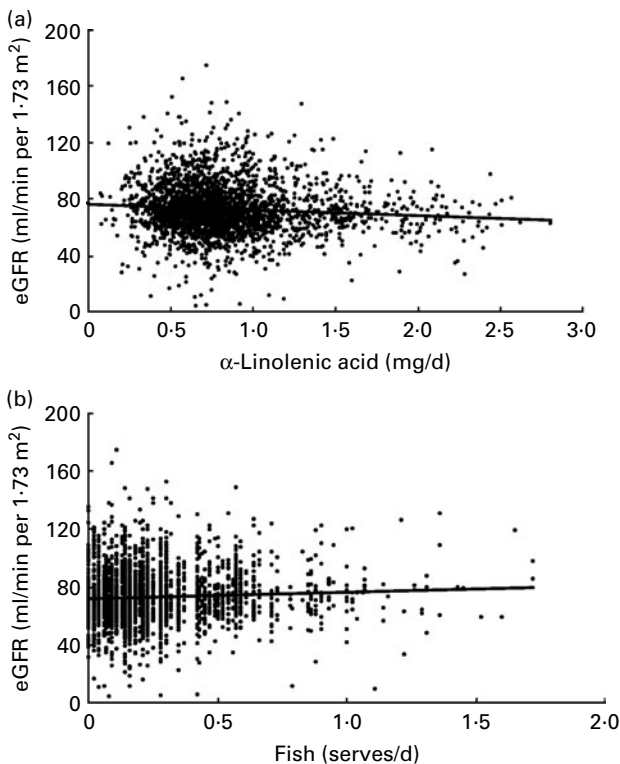 (a)
200
160
120
80
40
0
eGFR (ml/min per 1·73 m²)
0 0·5 1·0 1·5 2·0 2·5 3·0
α-Linolenic acid (mg/d)
(b)
200
160
120
80
40
0
eGFR (ml/min per 1·73 m²)
0 0·5 1·0 1·5 2·0
Fish (serves/d)